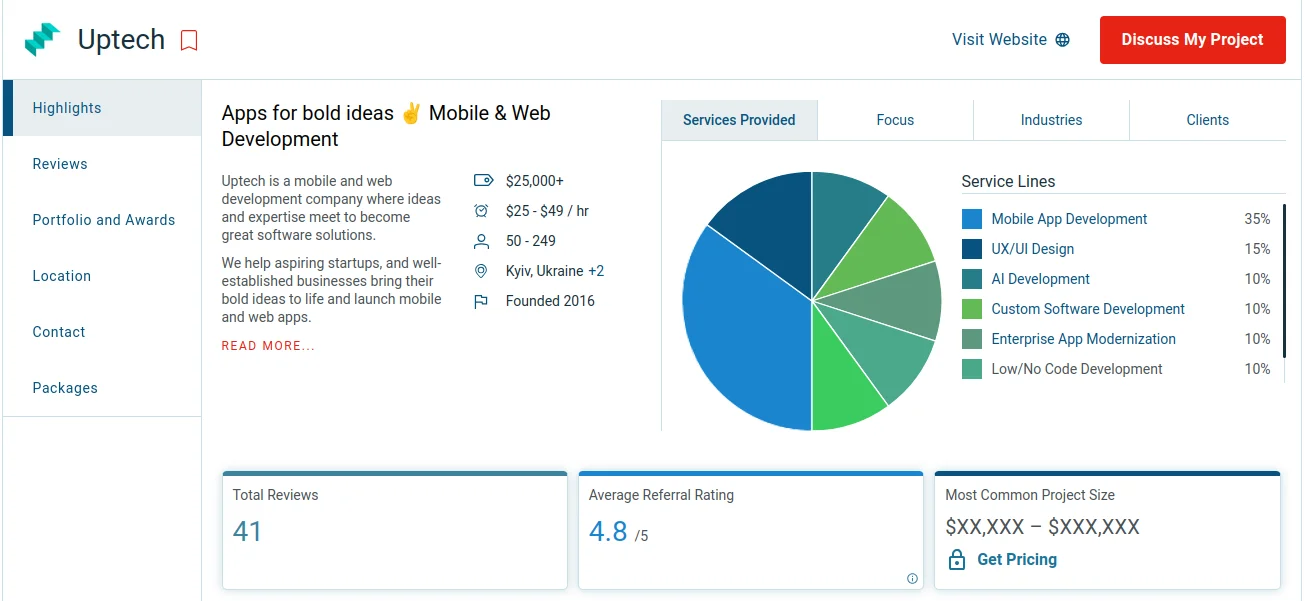 Uptech
Visit Website
Discuss My Project
Highlights
Reviews
Portfolio and Awards
Location
Contact
Packages
Apps for bold ideas ✌️ Mobile & Web
Development
Uptech is a mobile and web
development company where ideas
and expertise meet to become
great software solutions.
We help aspiring startups, and well-
established businesses bring their
bold ideas to life and launch mobile
and web apps.
READ MORE...
$25,000+
$25 - $49 / hr
50 - 249
Kyiv, Ukraine +2
Founded 2016
Services Provided
Focus
Industries
Clients
Service Lines
Mobile App Development 35%
UX/UI Design 15%
AI Development 10%
Custom Software Development 10%
Enterprise App Modernization 10%
Low/No Code Development 10%
Total Reviews
41
Average Referral Rating
4.8 /5
Most Common Project Size
$XX,XXX – $XXX,XXX
Get Pricing